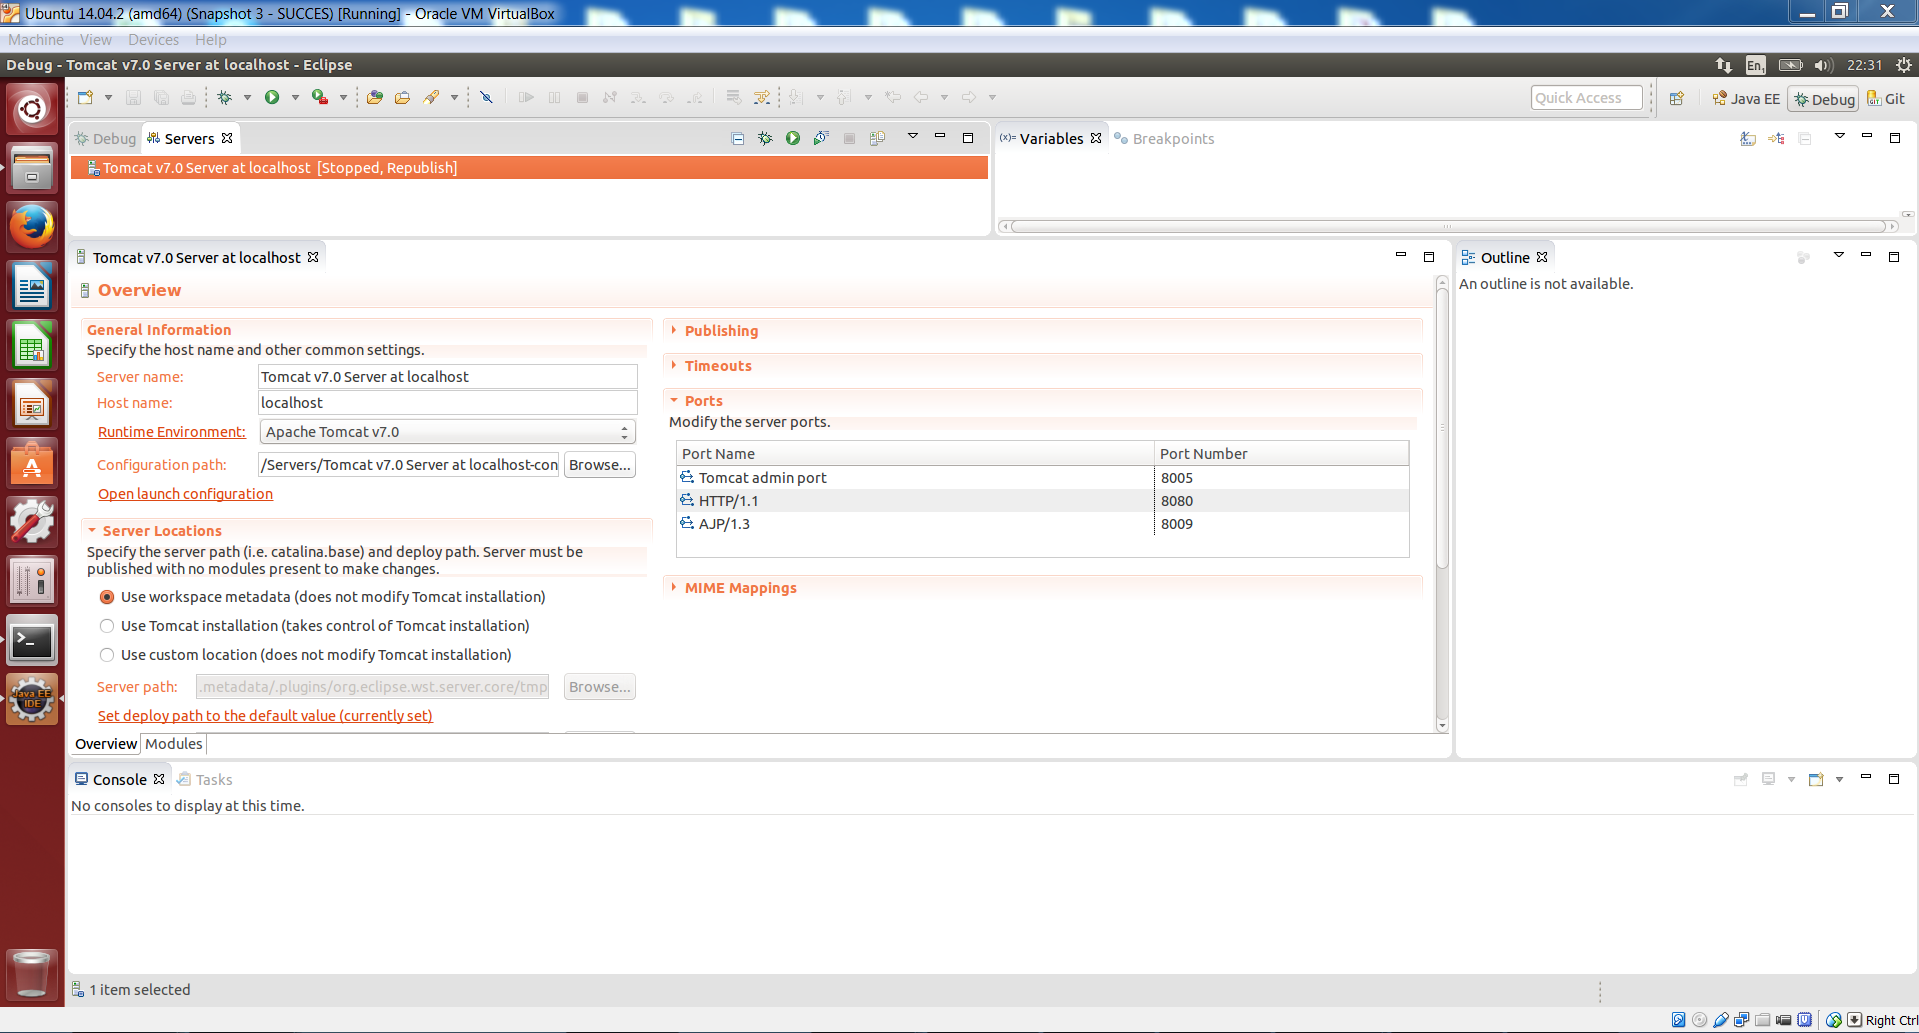 Ubuntu 14.04.2 (amd64) (Snapshot 3 - SUCCES) [Running] - Oracle VM VirtualBox
Machine View Devices Help
Debug - Tomcat v7.0 Server at localhost - Eclipse
En1 22:31
Quick Access Java EE Debug Git
Debug Servers
Variables Breakpoints
Tomcat v7.0 Server at localhost [Stopped, Republish]
Tomcat v7.0 Server at localhost
Outline
An outline is not available.
Overview
General Information
Specify the host name and other common settings.
Server name: Tomcat v7.0 Server at localhost
Host name: localhost
Runtime Environment: Apache Tomcat v7.0
Configuration path: /Servers/Tomcat v7.0 Server at localhost-con Browse...
Open launch configuration
Server Locations
Specify the server path (i.e. catalina.base) and deploy path. Server must be
published with no modules present to make changes.
Use workspace metadata (does not modify Tomcat installation)
Use Tomcat installation (takes control of Tomcat installation)
Use custom location (does not modify Tomcat installation)
Server path: .metadata/.plugins/org.eclipse.wst.server.core/tmp Browse...
Set deploy path to the default value (currently set)
Publishing
Timeouts
Ports
Modify the server ports.
Port Name Port Number
Tomcat admin port 8005
HTTP/1.1 8080
AJP/1.3 8009
MIME Mappings
Overview Modules
Console Tasks
No consoles to display at this time.
Java EE
IDE
1 item selected
Right Ctrl